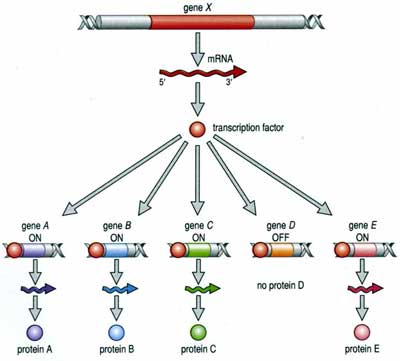 gene X
mRNA
5' 3'
transcription factor
gene A gene B gene C gene D gene E
ON ON ON OFF ON
no protein D
protein A protein B protein C protein E